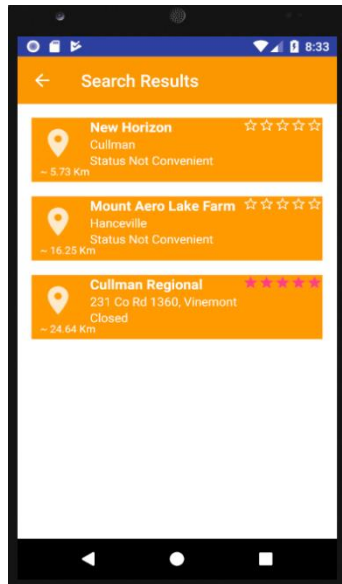 8:33
Search Results
New Horizon
Cullman
Status Not Convenient
~ 5.73 Km
Mount Aero Lake Farm
Hanceville
Status Not Convenient
~ 16.25 Km
Cullman Regional
231 Co Rd 1360, Vinemont
Closed
~ 24.64 Km